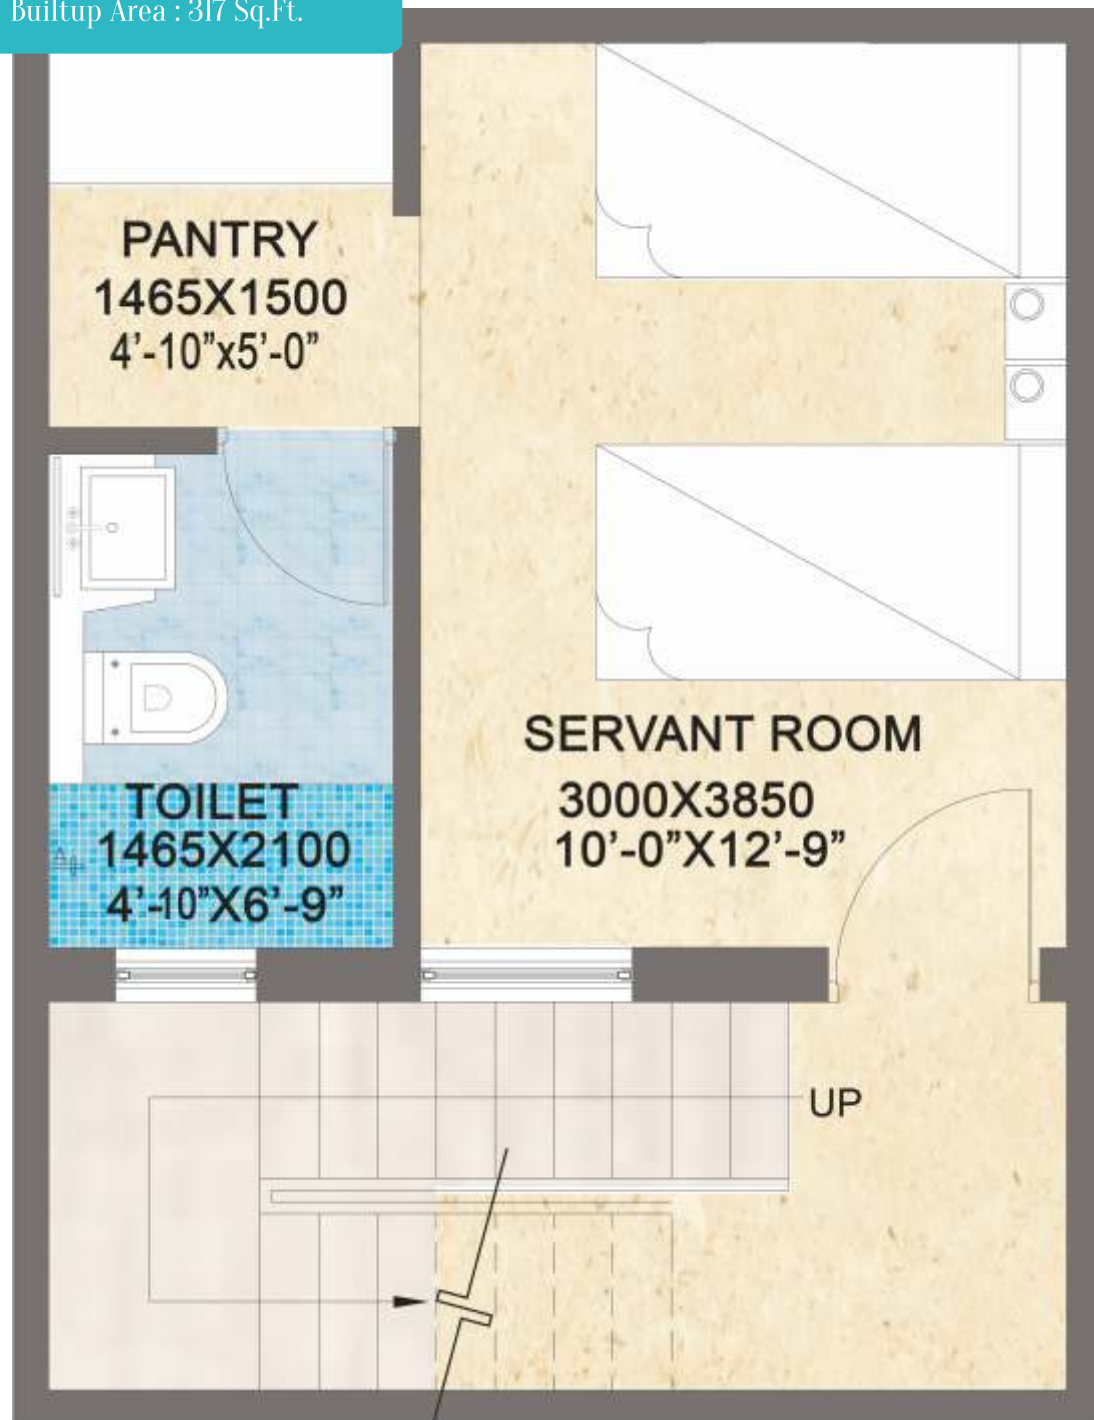 Builtup Area : 317 Sq.Ft.
PANTRY
1465X1500
4’-10”x5’-0”
SERVANT ROOM
3000X3850
10’-0”X12’-9”
TOILET
1465X2100
4’-10”X6’-9”
UP